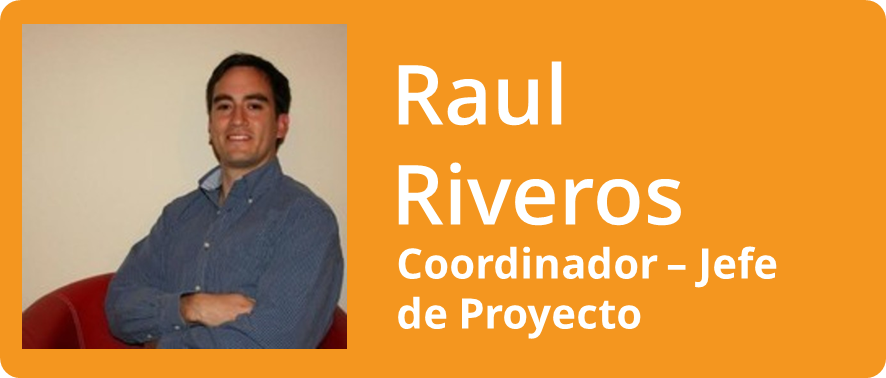 Raul
Riveros
Coordinador – Jefe
de Proyecto